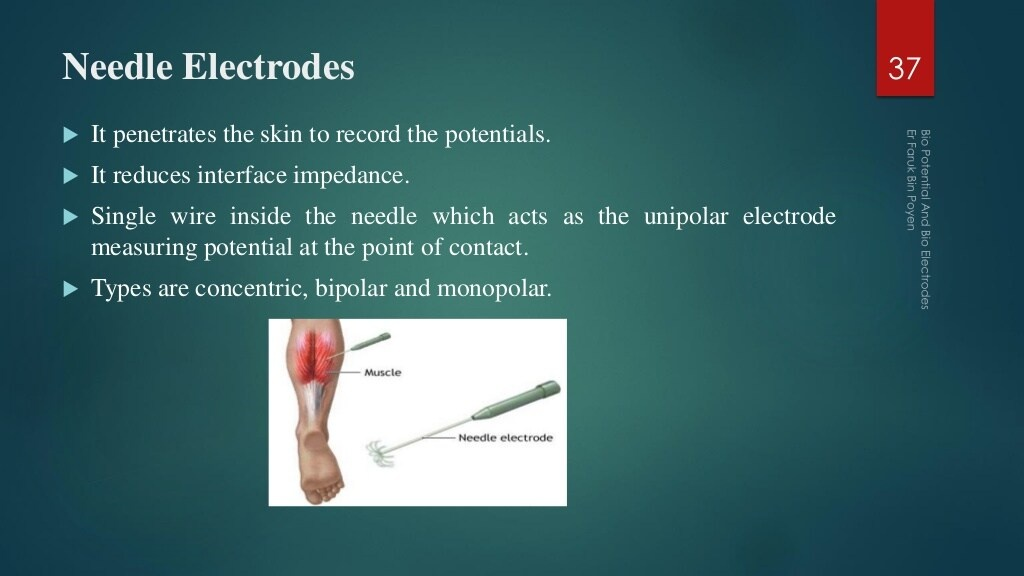 Needle Electrodes
37
It penetrates the skin to record the potentials.
It reduces interface impedance.
Single wire inside the needle which acts as the unipolar electrode
measuring potential at the point of contact.
Types are concentric, bipolar and monopolar.
Muscle
Needle electrode
Bio Potential And Bio Electrodes
Er Faruk Bin Poyen